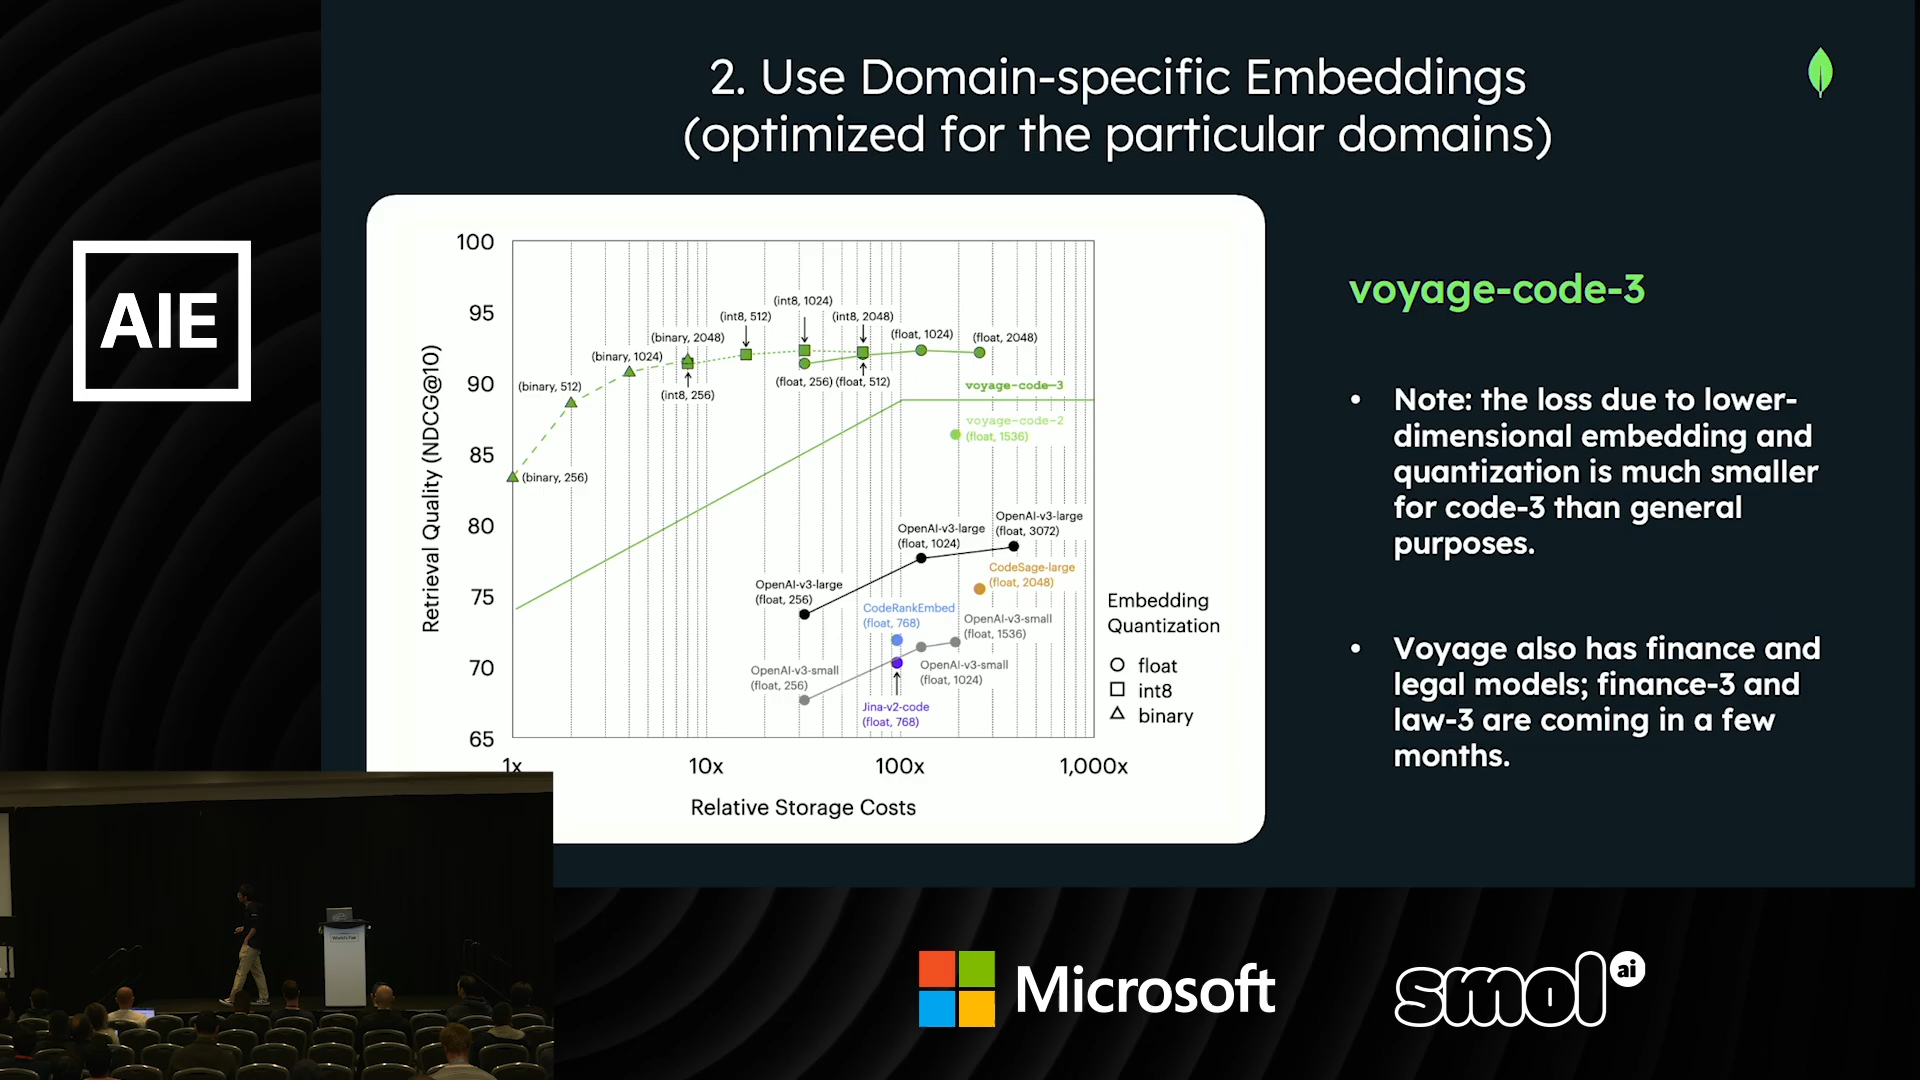 2. Use Domain-specific Embeddings
(optimized for the particular domains)
AIE
voyage-code-3
• Note: the loss due to lower-
dimensional embedding and
quantization is much smaller
for code-3 than general
purposes.
• Voyage also has finance and
legal models; finance-3 and
law-3 are coming in a few
months.
Retrieval Quality (NDCG@10)
100
95
90
85
80
75
70
65
1x
10x
100x
1,000x
Relative Storage Costs
(binary, 256)
(binary, 512)
(binary, 1024)
(binary, 2048)
(int8, 256)
(int8, 512)
(int8, 1024)
(int8, 2048)
(float, 256)
(float, 512)
(float, 1024)
(float, 2048)
voyage-code-3
voyage-code-2
(float, 1536)
OpenAI-v3-large
(float, 256)
OpenAI-v3-large
(float, 1024)
OpenAI-v3-large
(float, 3072)
CodeSage-large
(float, 2048)
CodeRankEmbed
(float, 768)
OpenAI-v3-small
(float, 1536)
OpenAI-v3-small
(float, 256)
OpenAI-v3-small
(float, 1024)
Jina-v2-code
(float, 768)
Embedding
Quantization
float
int8
binary
World's Fair
Microsoft
smol ai